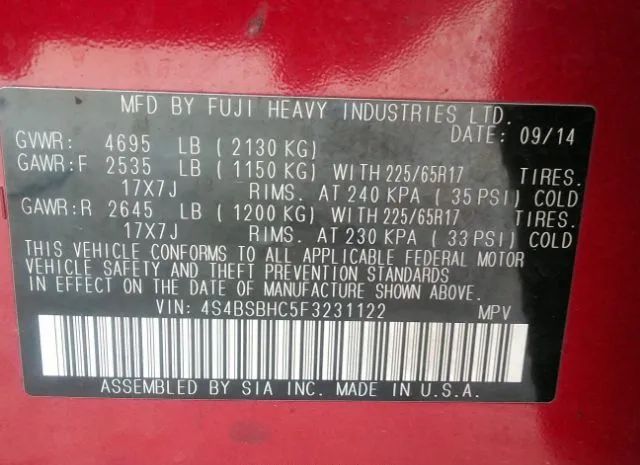 MFD BY FUJI HEAVY INDUSTRIES LTD.
DATE: 09/14
GVWR: 4695 LB (2130 KG)
GAWR:F 2535 LB (1150 KG) WITH 225/65R17 TIRES.
17X7J RIMS. AT 240 KPA (35 PSI) COLD
GAWR:R 2645 LB (1200 KG) WITH 225/65R17 TIRES.
17X7J RIMS. AT 230 KPA (33 PSI) COLD
THIS VEHICLE CONFORMS TO ALL APPLICABLE FEDERAL MOTOR
VEHICLE SAFETY AND THEFT PREVENTION STANDARDS
IN EFFECT ON THE DATE OF MANUFACTURE SHOWN ABOVE.
VIN: 4S4BSBHC5F3231122 MPV
ASSEMBLED BY SIA INC. MADE IN U.S.A.